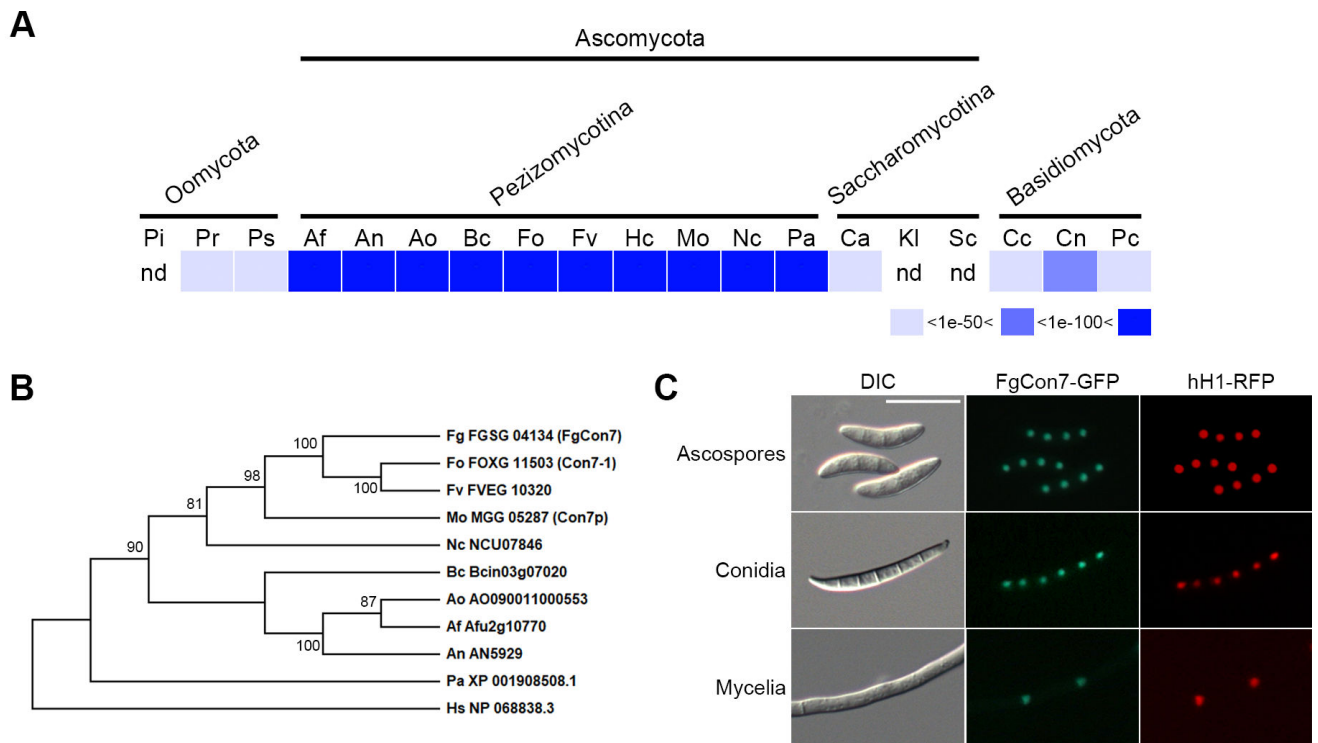 A
Ascomycota
Oomycota
Pezizomycotina
Saccharomycotina
Basidiomycota
Pi Pr Ps Af An Ao Bc Fo Fv Hc Mo Nc Pa Ca Kl Sc Cc Cn Pc
nd nd nd
<1e-50< <1e-100<
B
Fg FGSG 04134 (FgCon7)
Fo FOXG 11503 (Con7-1)
Fv FVEG 10320
Mo MGG 05287 (Con7p)
Nc NCU07846
Bc Bcin03g07020
Ao AO090011000553
Af Afu2g10770
An AN5929
Pa XP 001908508.1
Hs NP 068838.3
100
100
98
81
90
87
100
C
DIC FgCon7-GFP hH1-RFP
Ascospores
Conidia
Mycelia